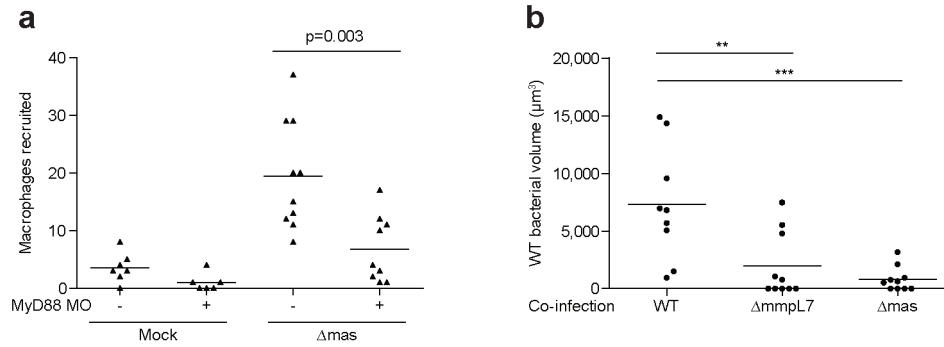 a
p=0.003
40
30
20
10
0
Macrophages recruited
MyD88 MO - + - +
Mock Δmas
b
**
***
20,000
15,000
10,000
5,000
0
WT bacterial volume (µm³)
Co-infection WT ΔmmpL7 Δmas